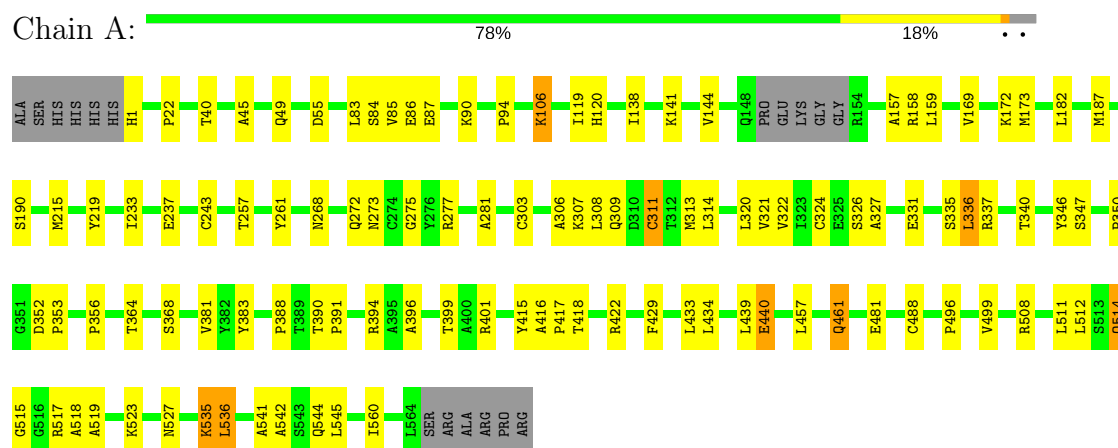 Chain A:
78% 18% • •
ALA SER HIS HIS HIS HIS H1 P22 T40 A45 Q49 D55 L83 S84 V85 E86 E87 K90 P94 K106 I119 H120 I138 K141 V144 Q148 PRO GLU LYS GLY GLY R154 A157 R158 L159 V169 K172 M173 L182 M187
S190 M215 Y219 I233 E237 C243 T257 Y261 N268 Q272 N273 C274 G275 Y276 R277 A281 C303 A306 K307 L308 Q309 D310 C311 T312 M313 L314 L320 V321 V322 I323 C324 E325 S326 A327 E331 S335 L336 R337 T340 Y346 S347
G351 D352 P353 P356 T364 S368 V381 Y382 Y383 P388 T389 T390 P391 R394 A395 A396 T399 A400 R401 Y415 A416 P417 T418 R422 F429 L433 L434 L439 E440 L457 Q461 E481 C488 P496 V499 R508 L511 L512 S513
G515 G516 R517 A518 A519 K523 N527 K535 L536 A541 A542 S543 Q544 L545 I560 L564 SER ARG ALA ARG PRO ARG